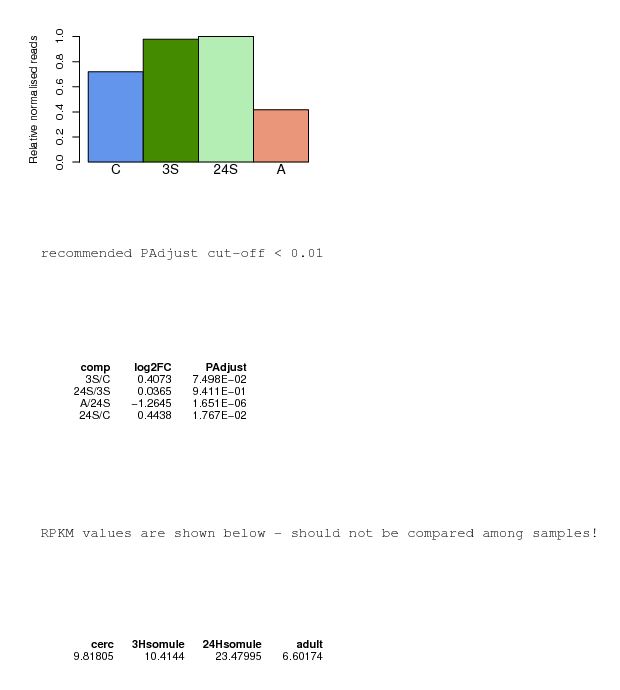 Relative normalised reads
1.0
0.8
0.6
0.4
0.2
0.0
C 3S 24S A
recommended PAdjust cut-off < 0.01
comp log2FC PAdjust
3S/C 0.4073 7.498E−02
24S/3S 0.0365 9.411E−01
A/24S −1.2645 1.651E−06
24S/C 0.4438 1.767E−02
RPKM values are shown below - should not be compared among samples!
cerc 3Hsomule 24Hsomule adult
9.81805 10.4144 23.47995 6.60174